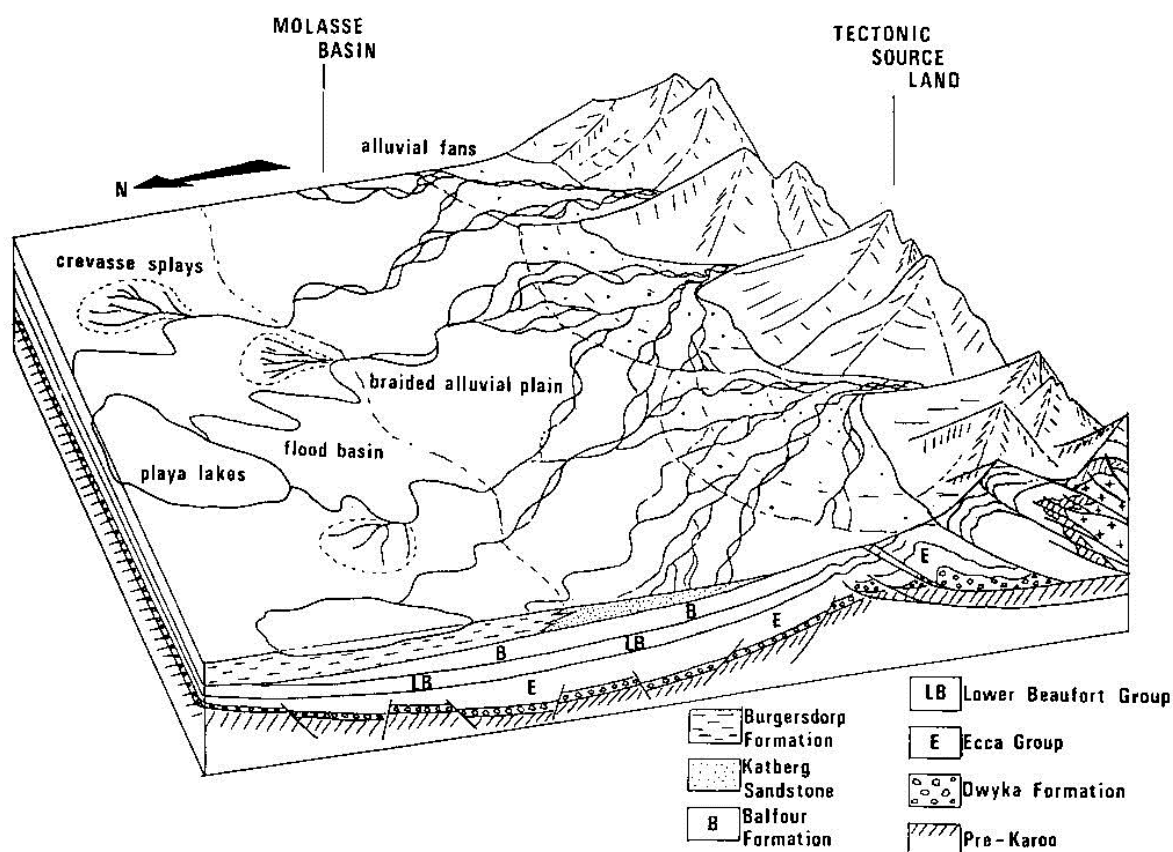 MOLASSE
BASIN
TECTONIC
SOURCE
LAND
alluvial fans
N
crevasse splays
braided alluvial plain
flood basin
playa lakes
E
B
B
LB
E
LB
E
Burgersdorp
Formation
Katberg
Sandstone
B Balfour
Formation
LB Lower Beaufort Group
E Ecca Group
Dwyka Formation
Pre-Karoo